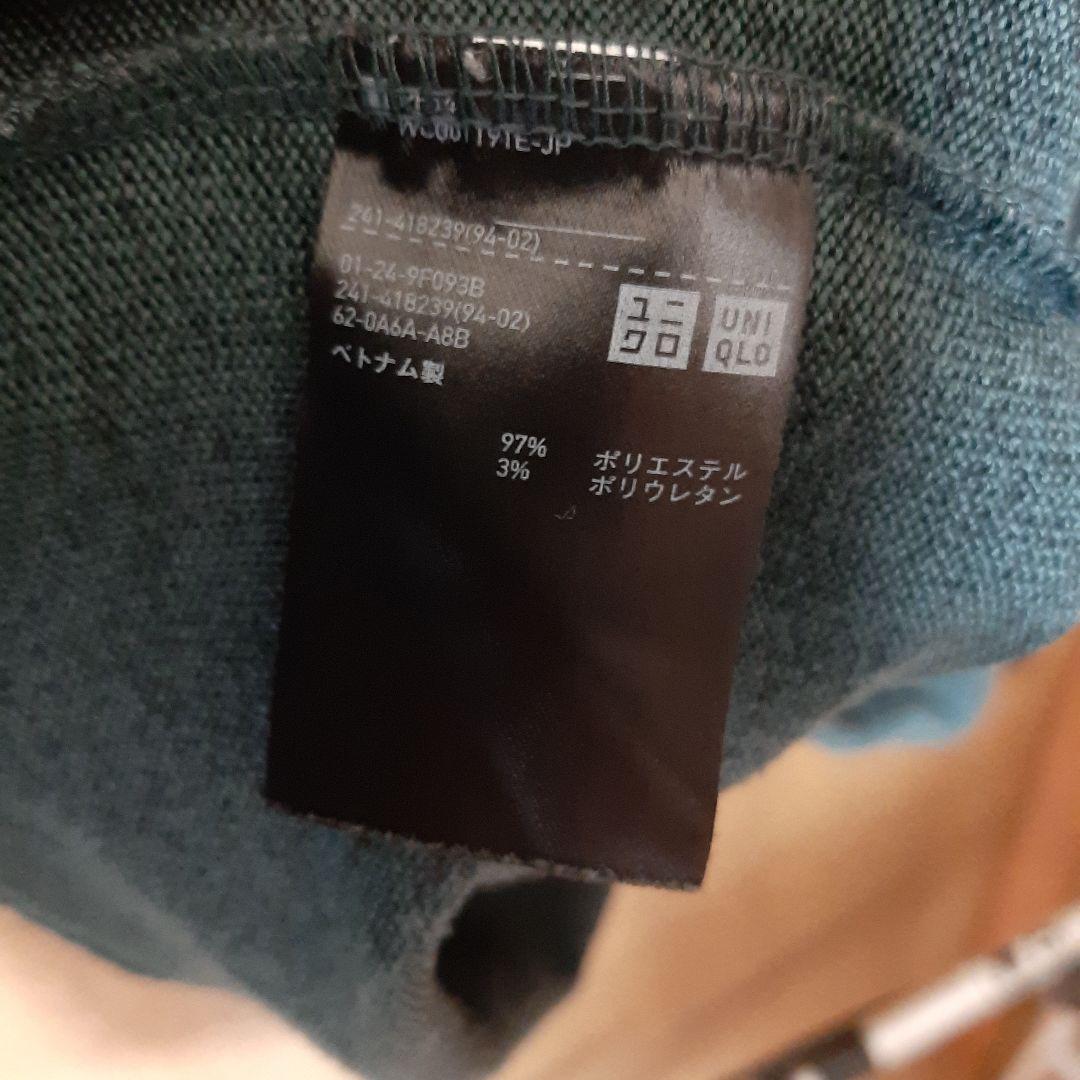 241-418239(94-02)
01-24-9F093B
241-418239(94-02)
62-0A6A-A8B
ベトナム製
ユニ
クロ
UNI
QLO
97% ポリエステル
3% ポリウレタン